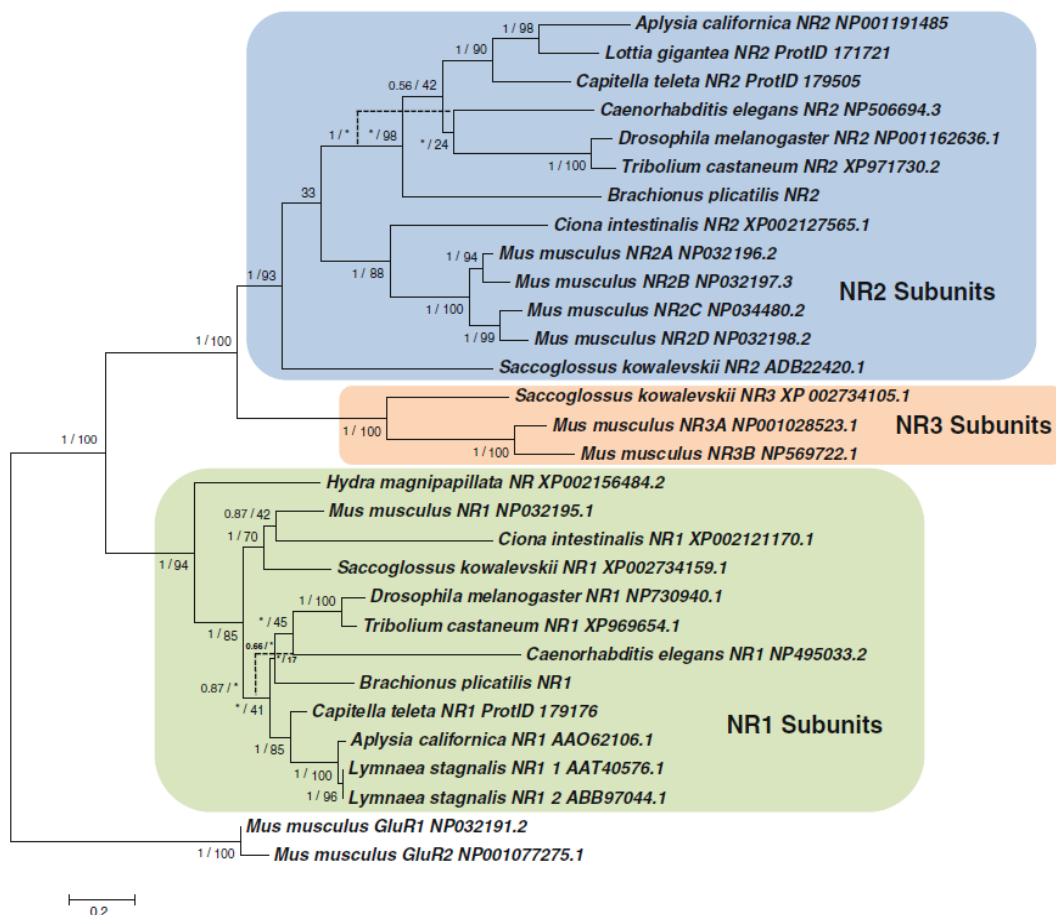 Aplysia californica NR2 NP001191485
1 / 98
Lottia gigantea NR2 ProtID 171721
1 / 90
Capitella teleta NR2 ProtID 179505
0.56 / 42
Caenorhabditis elegans NR2 NP506694.3
1 / *
* / 98
* / 24
Drosophila melanogaster NR2 NP001162636.1
1 / 100
Tribolium castaneum NR2 XP971730.2
33
Brachionus plicatilis NR2
Ciona intestinalis NR2 XP002127565.1
1 / 94
Mus musculus NR2A NP032196.2
1 / 93
1 / 88
Mus musculus NR2B NP032197.3
NR2 Subunits
1 / 100
Mus musculus NR2C NP034480.2
1 / 99
Mus musculus NR2D NP032198.2
1 / 100
Saccoglossus kowalevskii NR2 ADB22420.1
Saccoglossus kowalevskii NR3 XP 002734105.1
1 / 100
Mus musculus NR3A NP001028523.1
NR3 Subunits
1 / 100
1 / 100
Mus musculus NR3B NP569722.1
Hydra magnipapillata NR XP002156484.2
0.87 / 42
Mus musculus NR1 NP032195.1
1 / 70
Ciona intestinalis NR1 XP002121170.1
1 / 94
Saccoglossus kowalevskii NR1 XP002734159.1
1 / 100
Drosophila melanogaster NR1 NP730940.1
* / 45
Tribolium castaneum NR1 XP969654.1
1 / 85
0.66 / *
* / 17
Caenorhabditis elegans NR1 NP495033.2
0.87 / *
Brachionus plicatilis NR1
* / 41
Capitella teleta NR1 ProtID 179176
NR1 Subunits
1 / 85
Aplysia californica NR1 AAO62106.1
1 / 100
Lymnaea stagnalis NR1 1 AAT40576.1
1 / 96
Lymnaea stagnalis NR1 2 ABB97044.1
Mus musculus GluR1 NP032191.2
1 / 100
Mus musculus GluR2 NP001077275.1
0.2